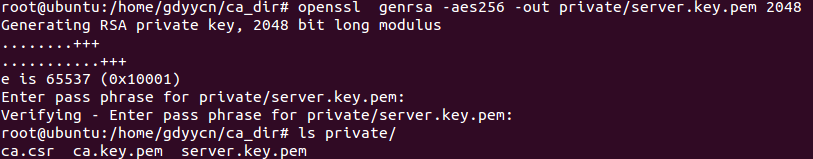 root@ubuntu:/home/gdyycn/ca_dir# openssl  genrsa -aes256 -out private/server.key.pem 2048
Generating RSA private key, 2048 bit long modulus
........+++
...........+++
e is 65537 (0x10001)
Enter pass phrase for private/server.key.pem:
Verifying - Enter pass phrase for private/server.key.pem:
root@ubuntu:/home/gdyycn/ca_dir# ls private/
ca.csr  ca.key.pem  server.key.pem